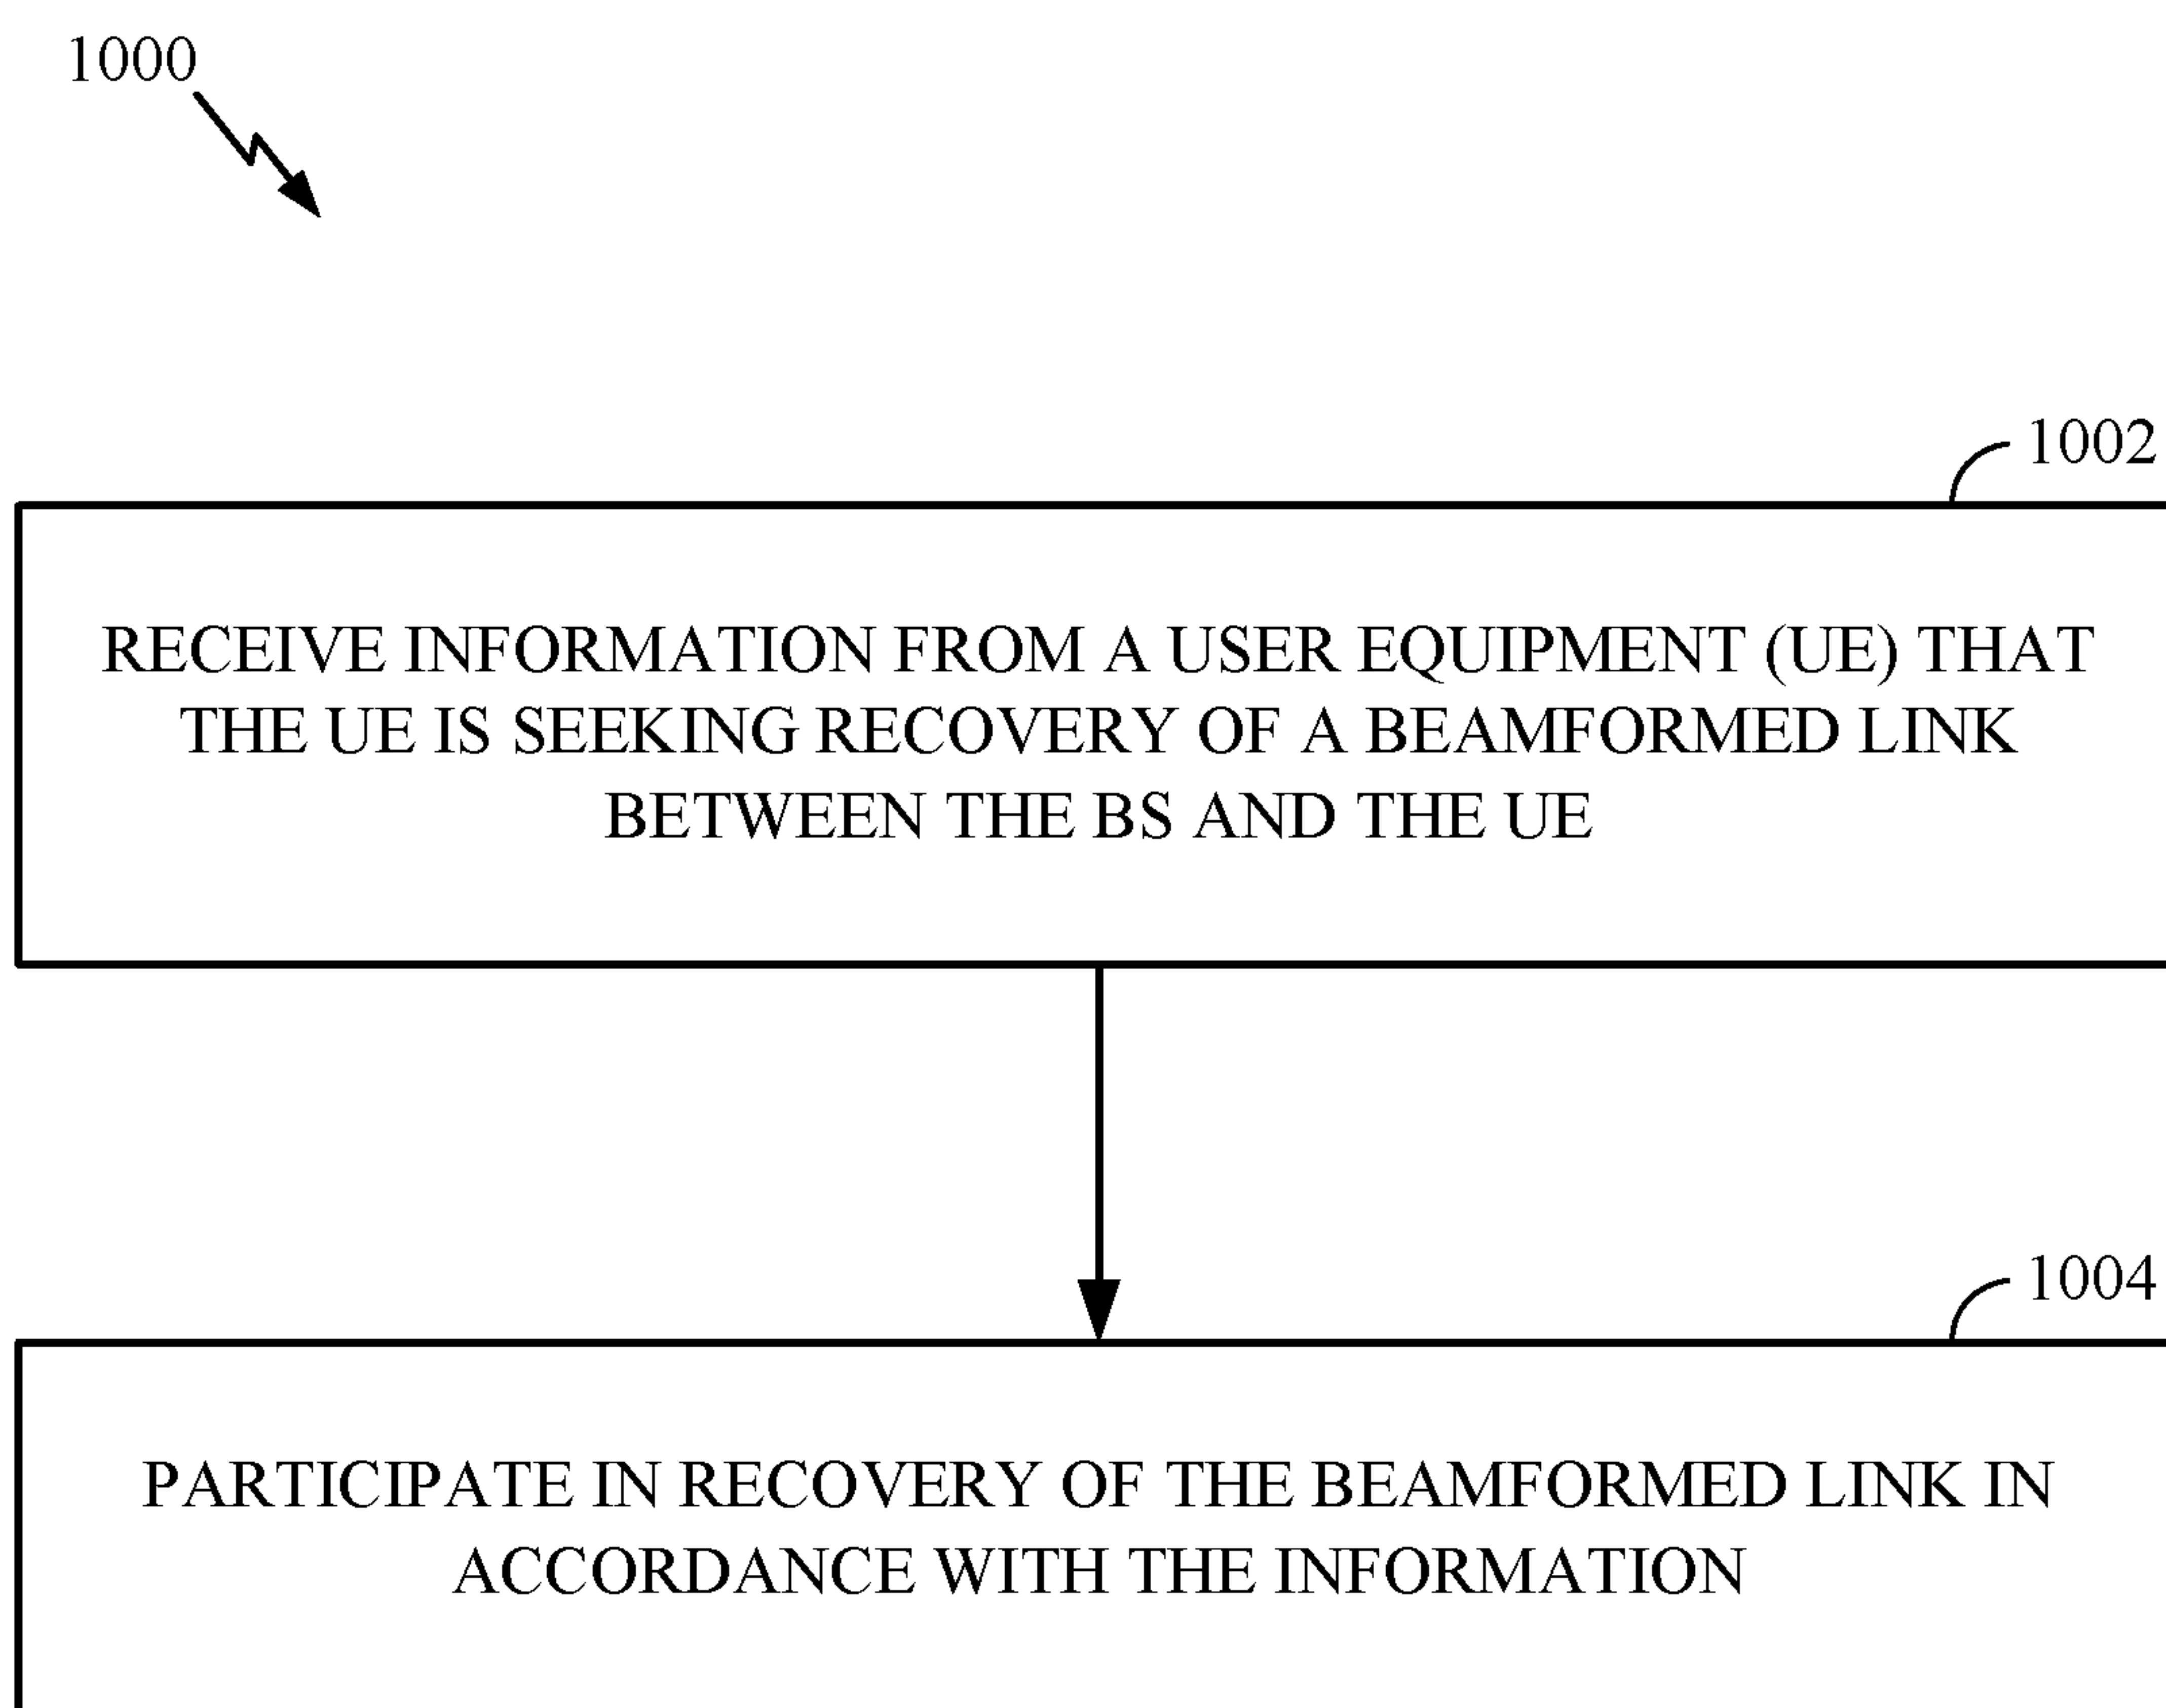 1000
1002
RECEIVE INFORMATION FROM A USER EQUIPMENT (UE) THAT
THE UE IS SEEKING RECOVERY OF A BEAMFORMED LINK
BETWEEN THE BS AND THE UE
1004
PARTICIPATE IN RECOVERY OF THE BEAMFORMED LINK IN
ACCORDANCE WITH THE INFORMATION